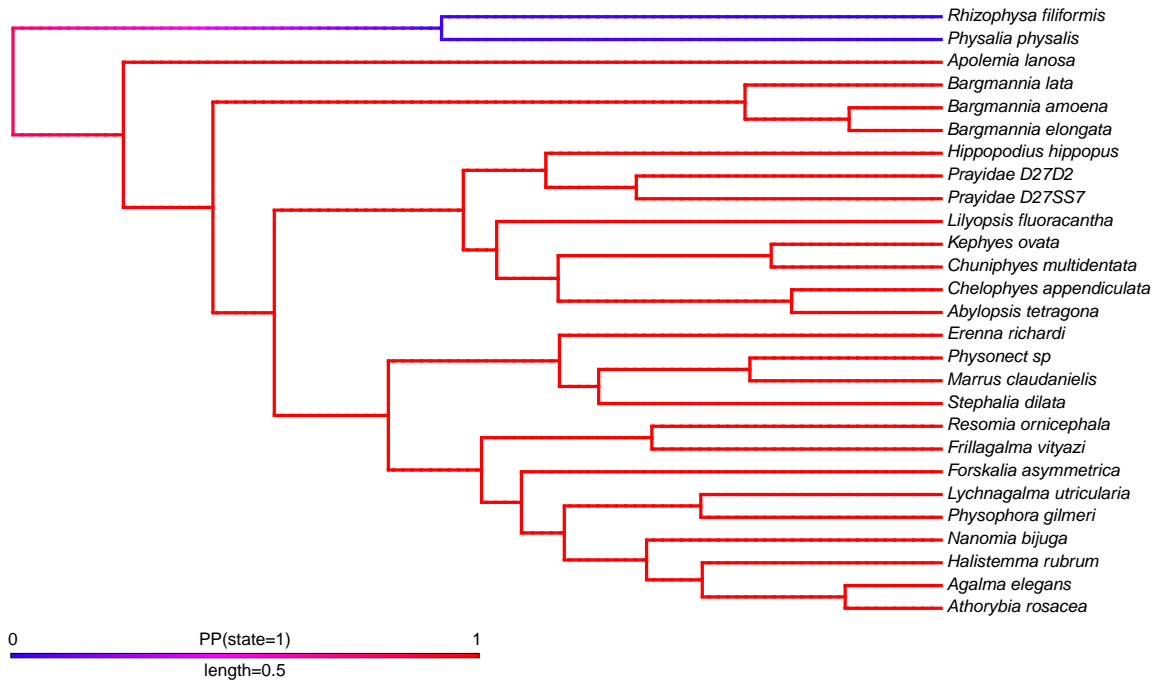 Rhizophysa filiformis
Physalia physalis
Apolemia lanosa
Bargmannia lata
Bargmannia amoena
Bargmannia elongata
Hippopodius hippopus
Prayidae D27D2
Prayidae D27SS7
Lilyopsis fluoracantha
Kephyes ovata
Chuniphyes multidentata
Chelophyes appendiculata
Abylopsis tetragona
Erenna richardi
Physonect sp
Marrus claudanielis
Stephalia dilata
Resomia ornicephala
Frillagalma vityazi
Forskalia asymmetrica
Lychnagalma utricularia
Physophora gilmeri
Nanomia bijuga
Halistemma rubrum
Agalma elegans
Athorybia rosacea
0 PP(state=1) 1
length=0.5